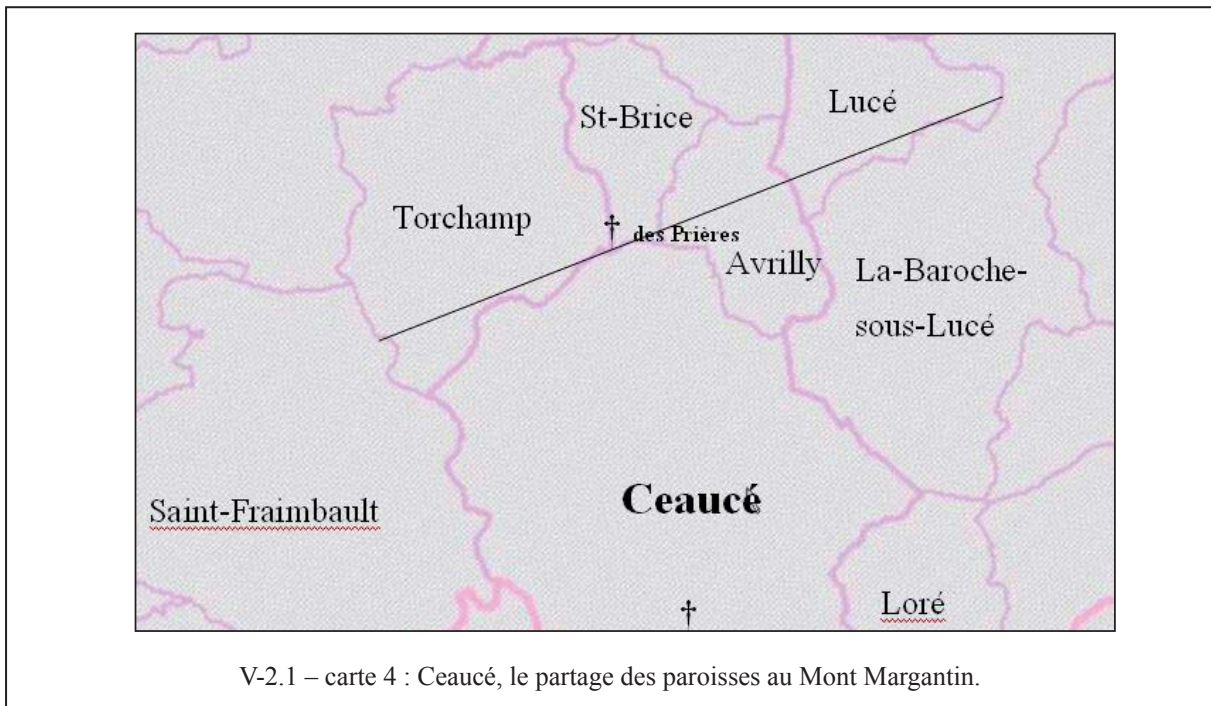 Lucé
St-Brice
Torchamp
† des Prières
Avrilly
La-Baroche-
sous-Lucé
Ceaucé
Saint-Fraimbault
Loré
†
V-2.1 – carte 4 : Ceaucé, le partage des paroisses au Mont Margantin.